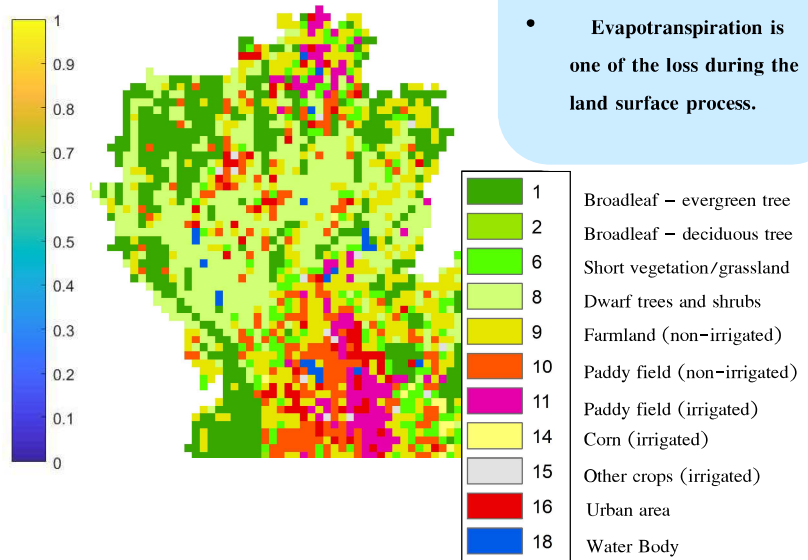 1
0.9
0.8
0.7
0.6
0.5
0.4
0.3
0.2
0.1
0
• Evapotranspiration is
one of the loss during the
land surface process.
1 Broadleaf – evergreen tree
2 Broadleaf – deciduous tree
6 Short vegetation/grassland
8 Dwarf trees and shrubs
9 Farmland (non-irrigated)
10 Paddy field (non-irrigated)
11 Paddy field (irrigated)
14 Corn (irrigated)
15 Other crops (irrigated)
16 Urban area
18 Water Body